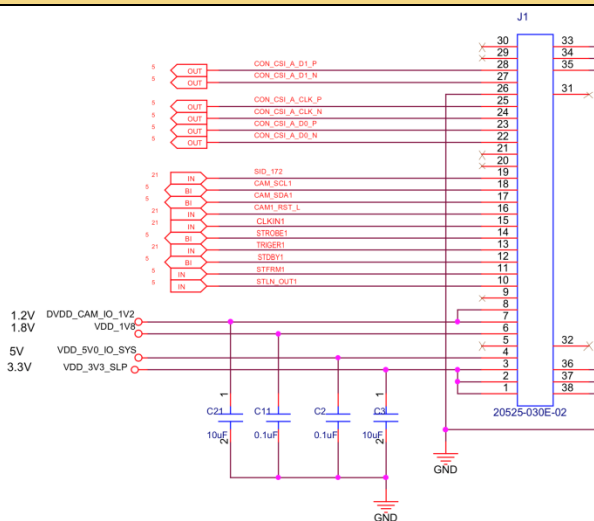 J1
30
33
29
34
5 OUT CON_CSI_A_D1_P 28
35
5 OUT CON_CSI_A_D1_N 27
26
31
5 OUT CON_CSI_A_CLK_P 25
5 OUT CON_CSI_A_CLK_N 24
5 OUT CON_CSI_A_D0_P 23
5 OUT CON_CSI_A_D0_N 22
21
20
21 IN SID_172 19
5 BI CAM_SCL1 18
5 BI CAM_SDA1 17
21 IN CAM1_RST_L 16
5 IN CLKIN1 15
5 BI STROBE1 14
21 IN TRIGER1 13
5 BI STDBY1 12
5 IN STFRM1 11
5 IN STLN_OUT1 10
9
8
1.2V DVDD_CAM_IO_1V2 7
1.8V VDD_1V8 6
5 32
5V VDD_5V0_IO_SYS 4
3.3V VDD_3V3_SLP 3 36
2 37
1 38
1 1
C21 C11 C2 C3 20525-030E-02
10uF 0.1uF 0.1uF 10uF
2 2
GND
GND